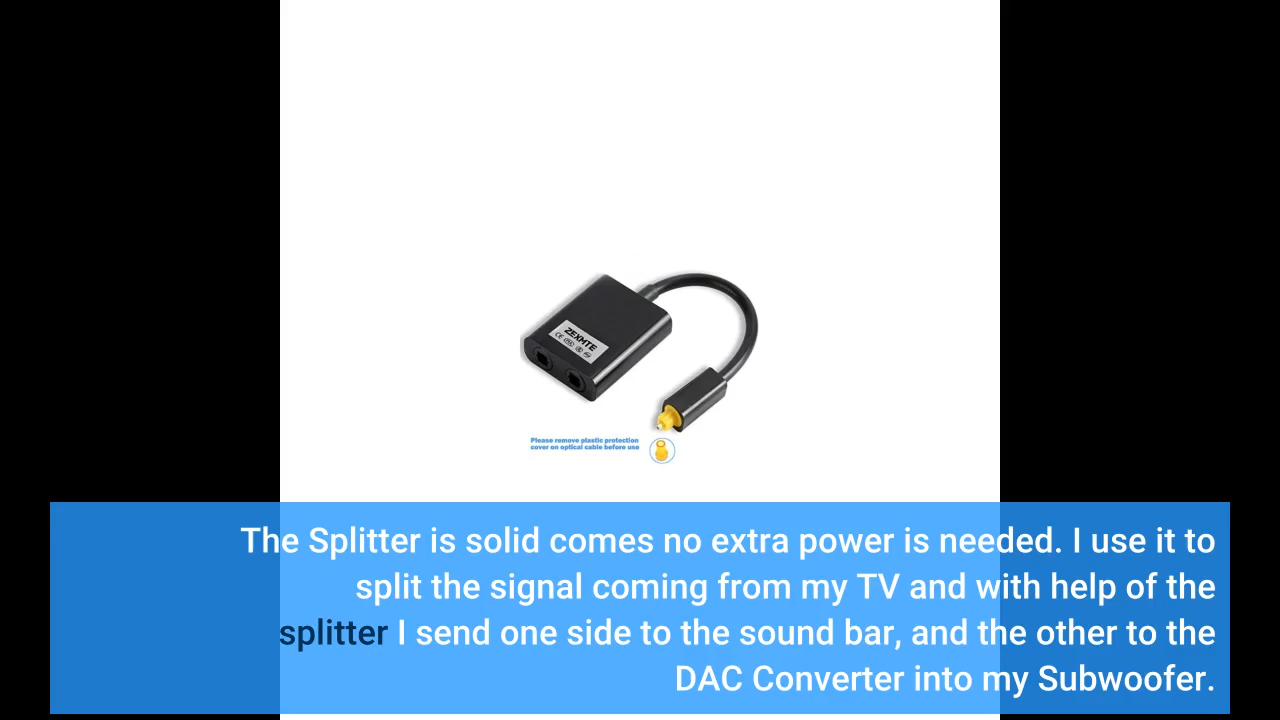 ZEXMTE
CE
Please remove plastic protection
cover on optical cable before use
The Splitter is solid comes no extra power is needed. I use it to
split the signal coming from my TV and with help of the
splitter I send one side to the sound bar, and the other to the
DAC Converter into my Subwoofer.